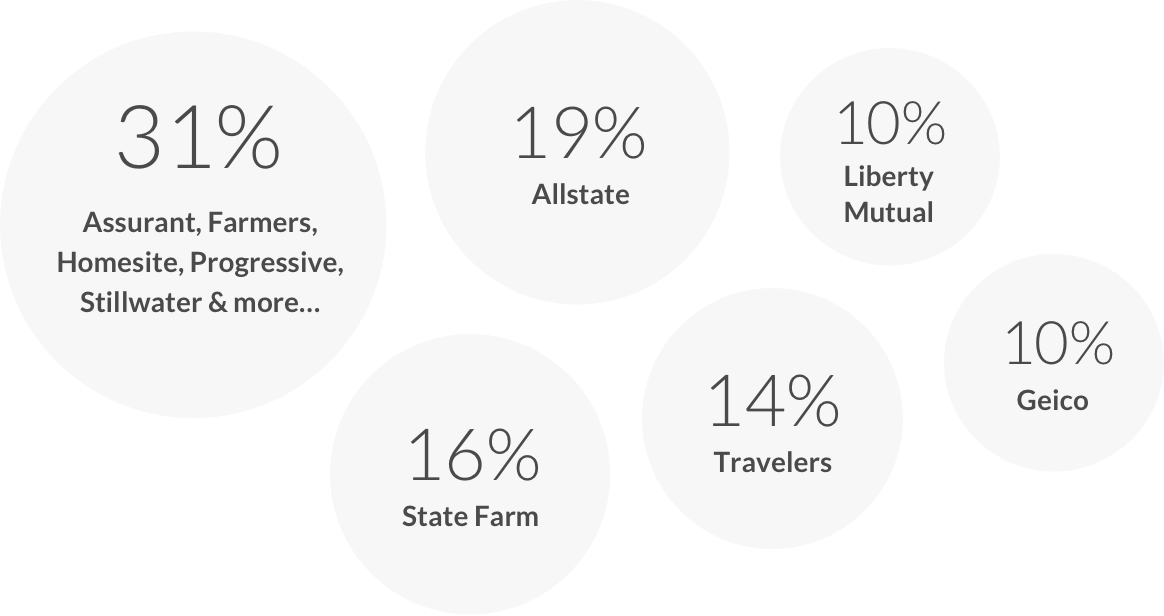 31%
Assurant, Farmers,
Homesite, Progressive,
Stillwater & more...
19%
Allstate
10%
Liberty
Mutual
16%
State Farm
14%
Travelers
10%
Geico